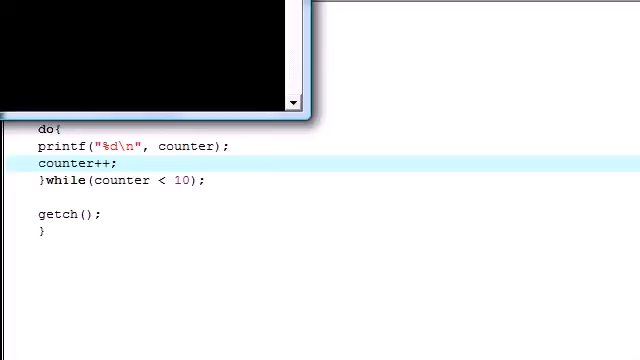 do{
printf("%d\n", counter);
counter++;
}while(counter < 10);
getch();
}